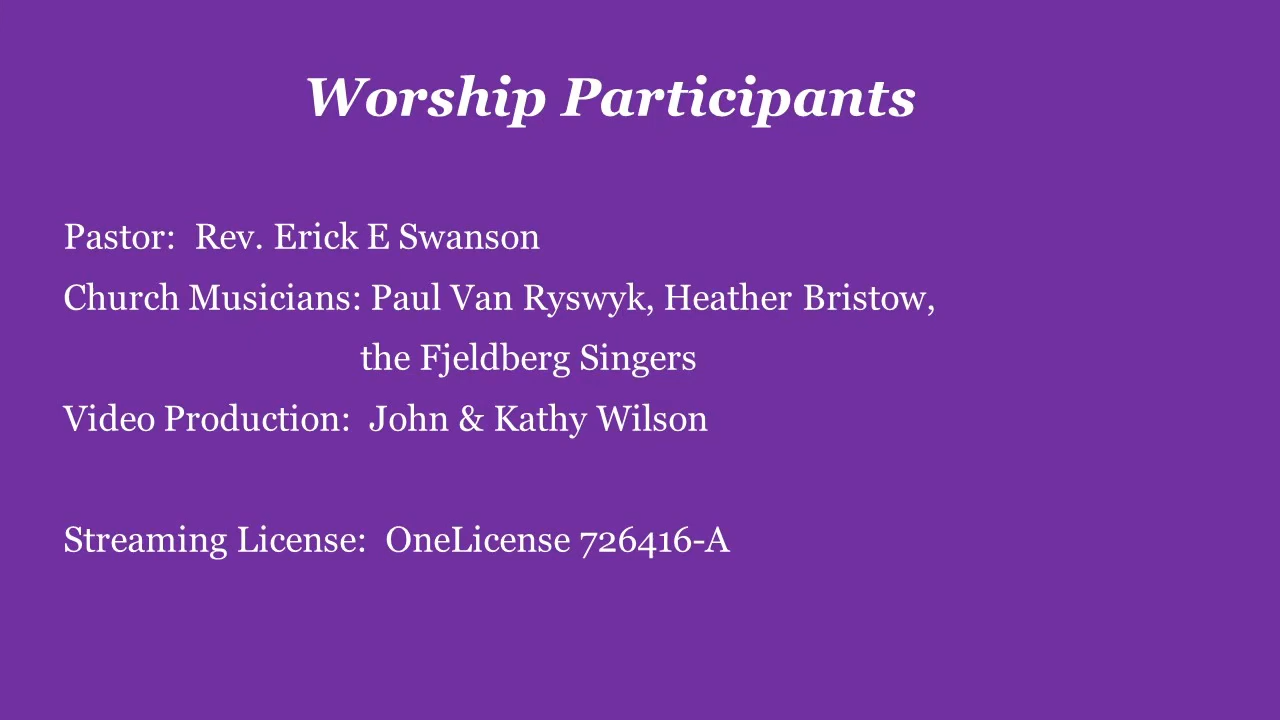 Worship Participants
Pastor:  Rev. Erick E Swanson
Church Musicians: Paul Van Ryswyk, Heather Bristow,
the Fjeldberg Singers
Video Production:  John & Kathy Wilson
Streaming License:  OneLicense 726416-A